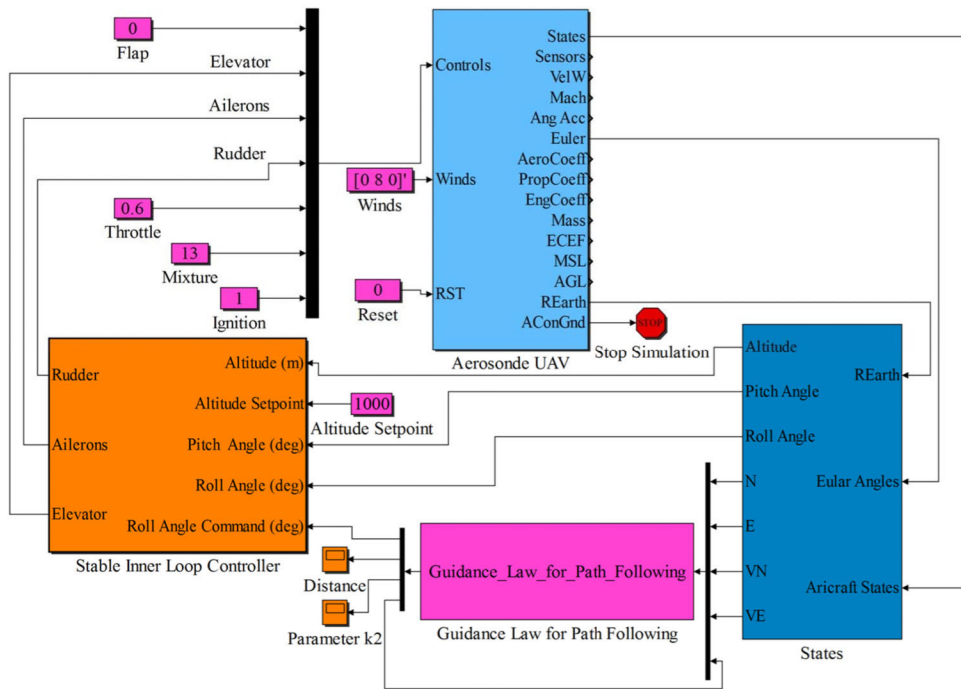 0
Flap
Elevator
Ailerons
Rudder
0.6
Throttle
13
Mixture
1
Ignition
Controls
[0 8 0]'
Winds
Winds
0
Reset
RST
States
Sensors
VelW
Mach
Ang Acc
Euler
AeroCoeff
PropCoeff
EngCoeff
Mass
ECEF
MSL
AGL
REarth
AConGnd
Aerosonde UAV
STOP
Stop Simulation
Rudder
Ailerons
Elevator
Altitude (m)
Altitude Setpoint
Pitch Angle (deg)
Roll Angle (deg)
Roll Angle Command (deg)
Stable Inner Loop Controller
1000
Altitude Setpoint
Distance
Parameter k2
Guidance_Law_for_Path_Following
Guidance Law for Path Following
Altitude
Pitch Angle
Roll Angle
N
E
VN
VE
REarth
Eular Angles
Aricraft States
States